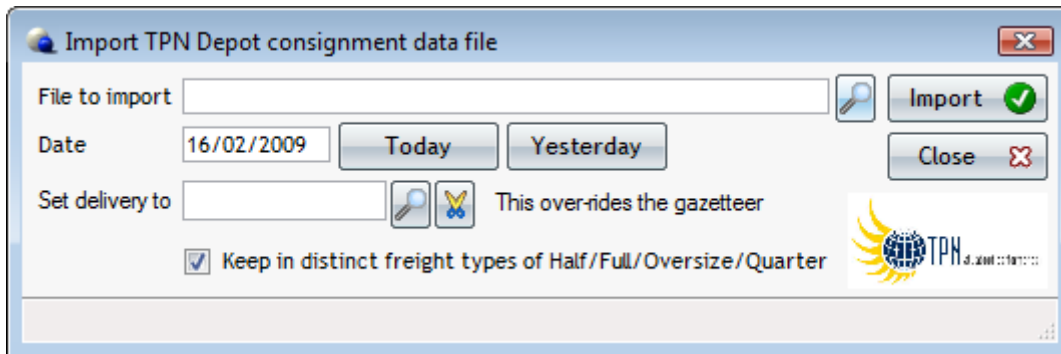 Import TPN Depot consignment data file
File to import
Import
Date 16/02/2009 Today Yesterday
Close
Set delivery to This over-rides the gazetteer
Keep in distinct freight types of Half/Full/Oversize/Quarter
TPN